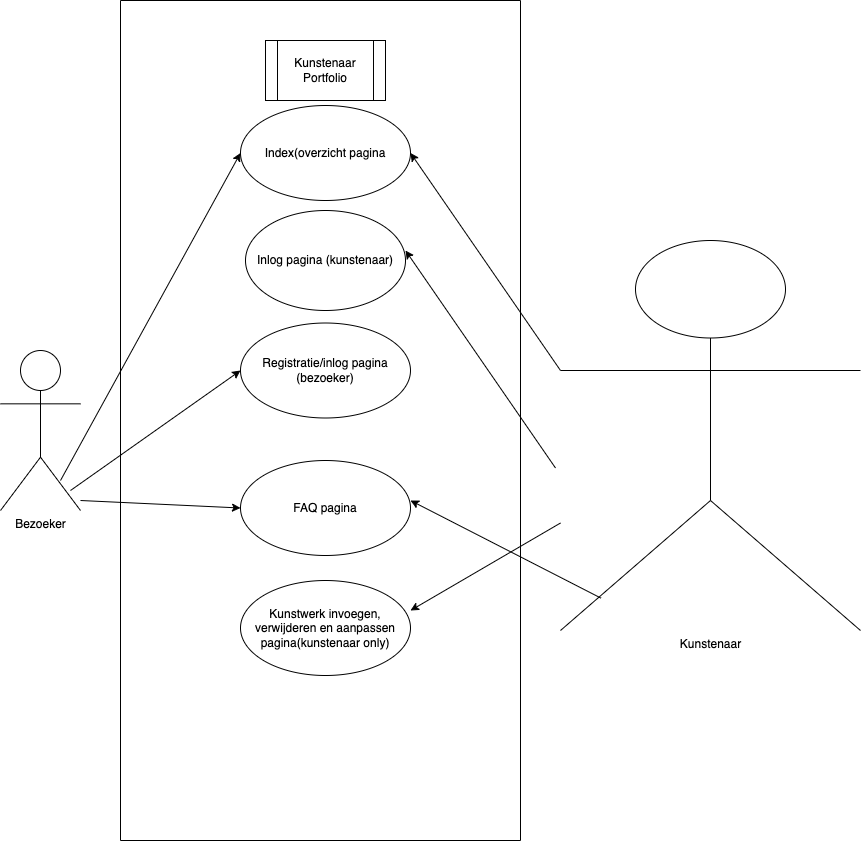 Kunstenaar
Portfolio
Index(overzicht pagina
Inlog pagina (kunstenaar)
Registratie/inlog pagina
(bezoeker)
FAQ pagina
Bezoeker
Kunstwerk invoegen,
verwijderen en aanpassen
pagina(kunstenaar only)
Kunstenaar